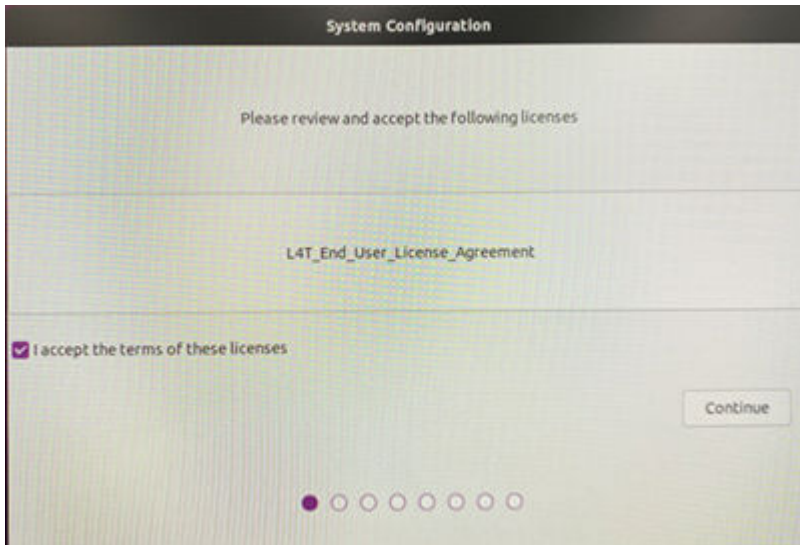 System Configuration
Please review and accept the following licenses
L4T_End_User_License_Agreement
I accept the terms of these licenses
Continue